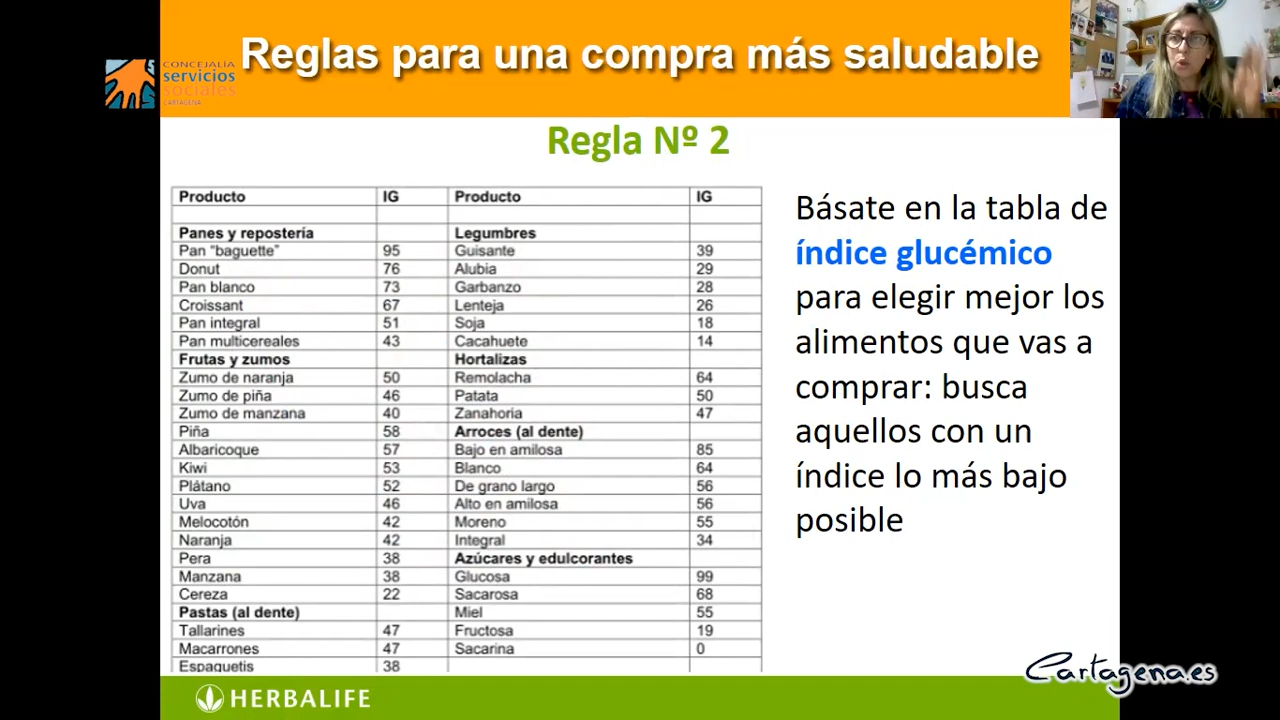 Reglas para una compra más saludable
CONCEJALÍA
servicios
sociales
CARTAGENA
Regla Nº 2
Producto IG Producto IG
Panes y repostería Legumbres
Pan "baguette" 95 Guisante 39
Donut 76 Alubia 29
Pan blanco 73 Garbanzo 28
Croissant 67 Lenteja 26
Pan integral 51 Soja 18
Pan multicereales 43 Cacahuete 14
Frutas y zumos Hortalizas
Zumo de naranja 50 Remolacha 64
Zumo de piña 46 Patata 50
Zumo de manzana 40 Zanahoria 47
Piña 58 Arroces (al dente)
Albaricoque 57 Bajo en amilosa 85
Kiwi 53 Blanco 64
Plátano 52 De grano largo 56
Uva 46 Alto en amilosa 56
Melocotón 42 Moreno 55
Naranja 42 Integral 34
Pera 38 Azúcares y edulcorantes
Manzana 38 Glucosa 99
Cereza 22 Sacarosa 68
Pastas (al dente) Miel 55
Tallarines 47 Fructosa 19
Macarrones 47 Sacarina 0
Espaguetis 38
Básate en la tabla de
índice glucémico
para elegir mejor los
alimentos que vas a
comprar: busca
aquellos con un
índice lo más bajo
posible
Cartagena.es
HERBALIFE